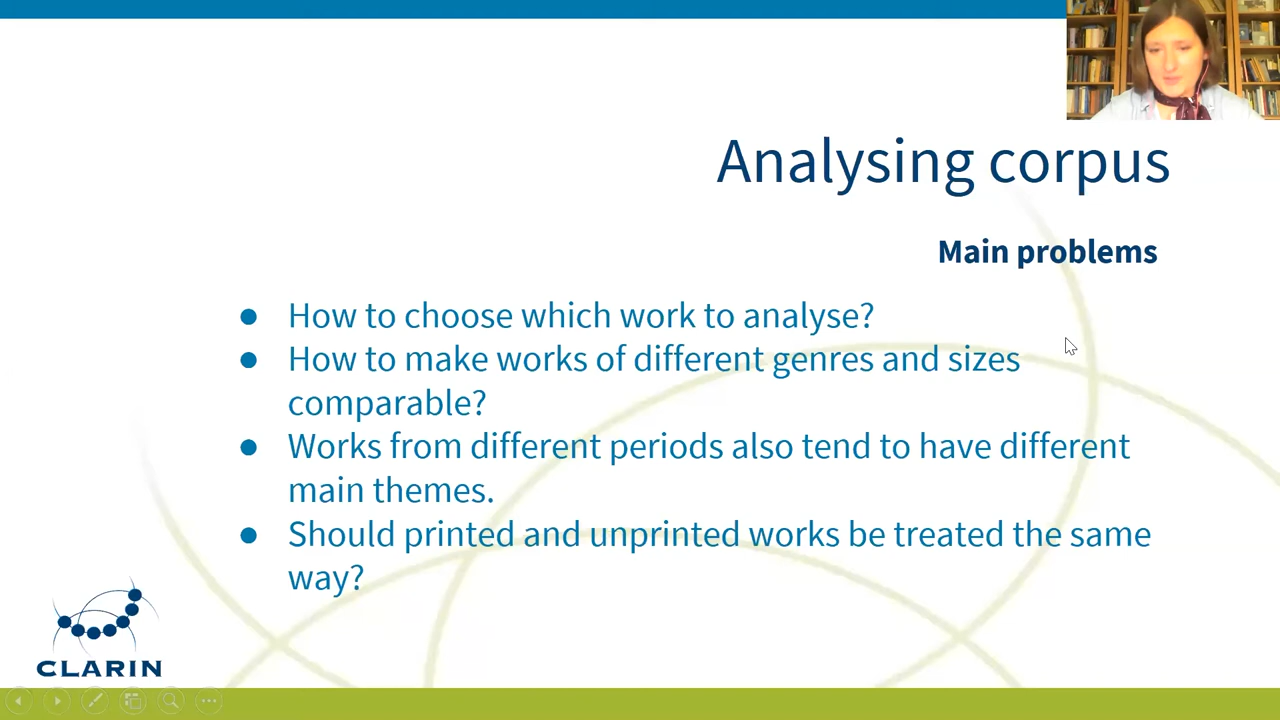 Analysing corpus
Main problems
● How to choose which work to analyse?
● How to make works of different genres and sizes
comparable?
● Works from different periods also tend to have different
main themes.
● Should printed and unprinted works be treated the same
way?
CLARIN